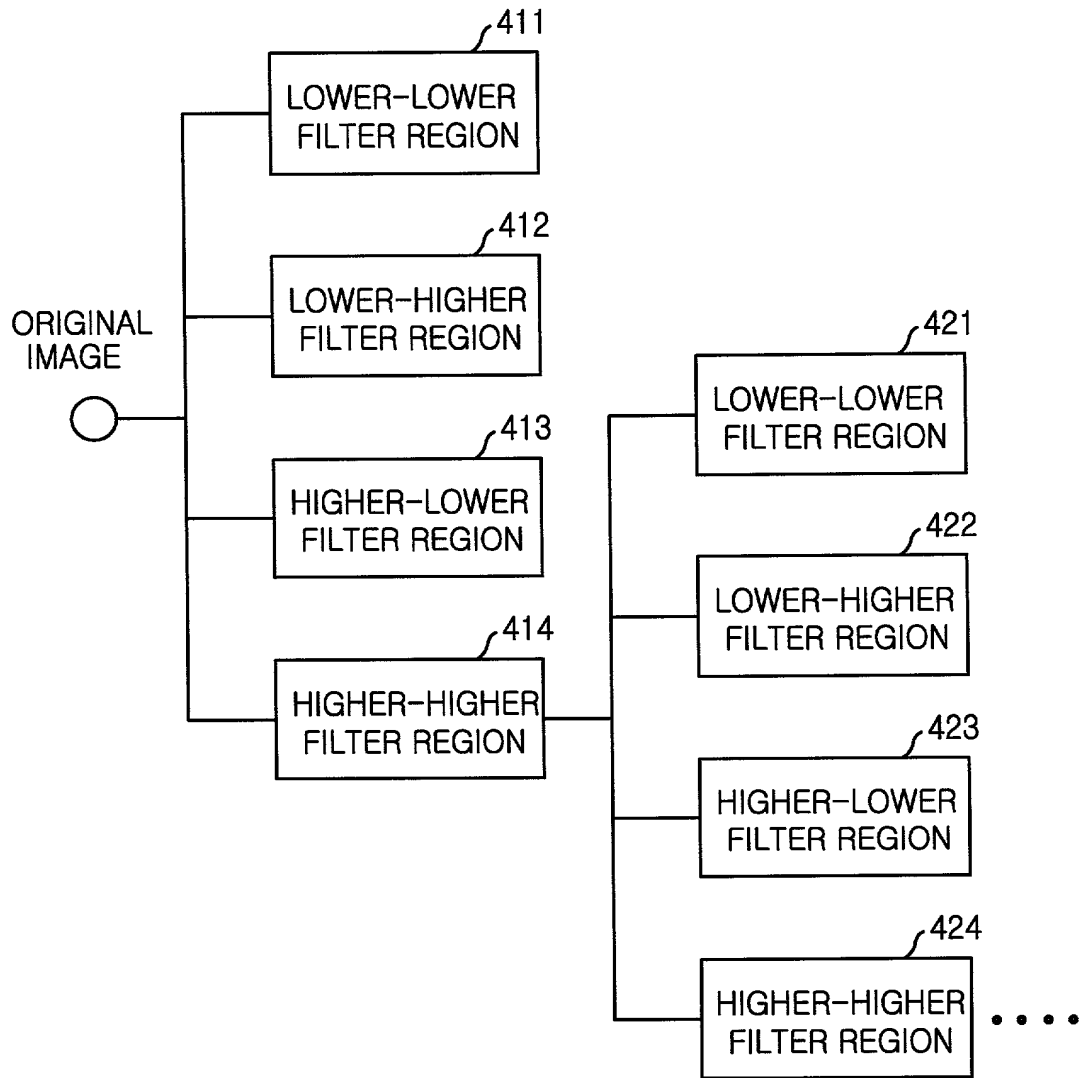 411
LOWER-LOWER
FILTER REGION
412
LOWER-HIGHER
FILTER REGION
ORIGINAL
IMAGE
413
HIGHER-LOWER
FILTER REGION
414
HIGHER-HIGHER
FILTER REGION
421
LOWER-LOWER
FILTER REGION
422
LOWER-HIGHER
FILTER REGION
423
HIGHER-LOWER
FILTER REGION
424
HIGHER-HIGHER
FILTER REGION